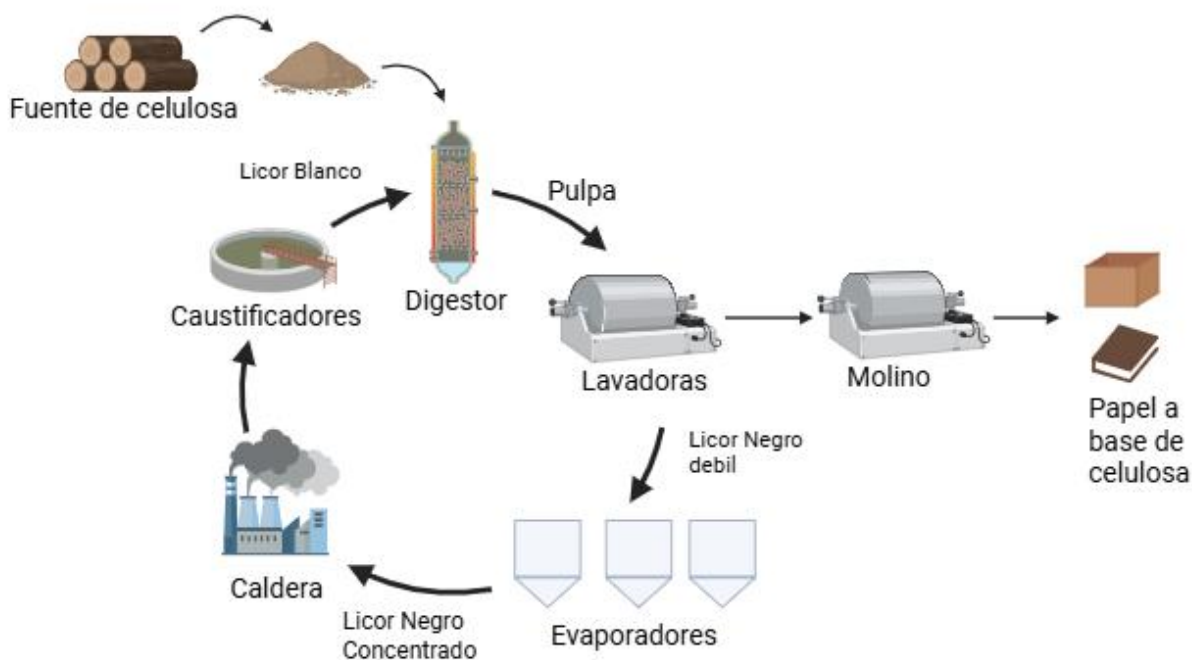 Fuente de celulosa
Licor Blanco
Pulpa
Caustificadores
Digestor
Lavadoras
Molino
Papel a
base de
celulosa
Licor Negro
debil
Caldera
Licor Negro
Concentrado
Evaporadores